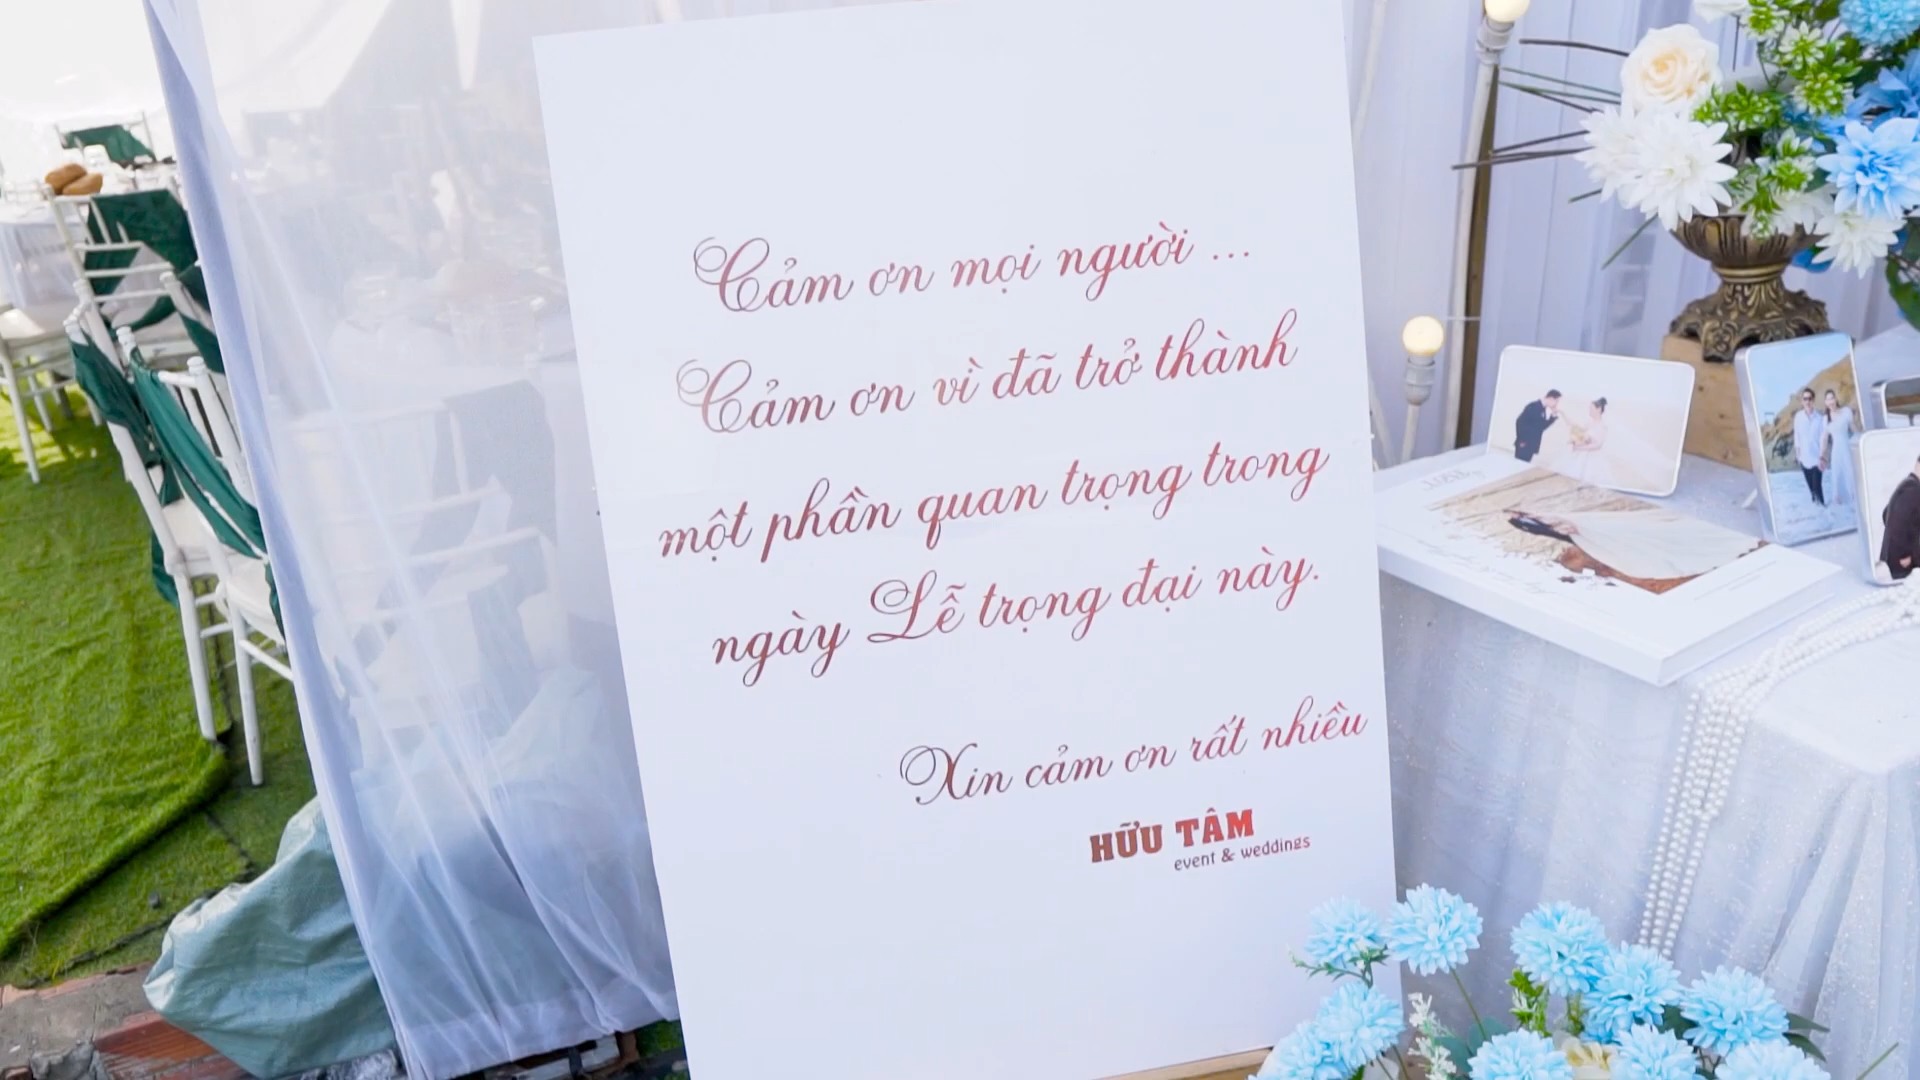 Cảm ơn mọi người ...
Cảm ơn vì đã trở thành
một phần quan trọng trong
ngày Lễ trọng đại này.
Xin cảm ơn rất nhiều
HỮU TÂM
event & weddings